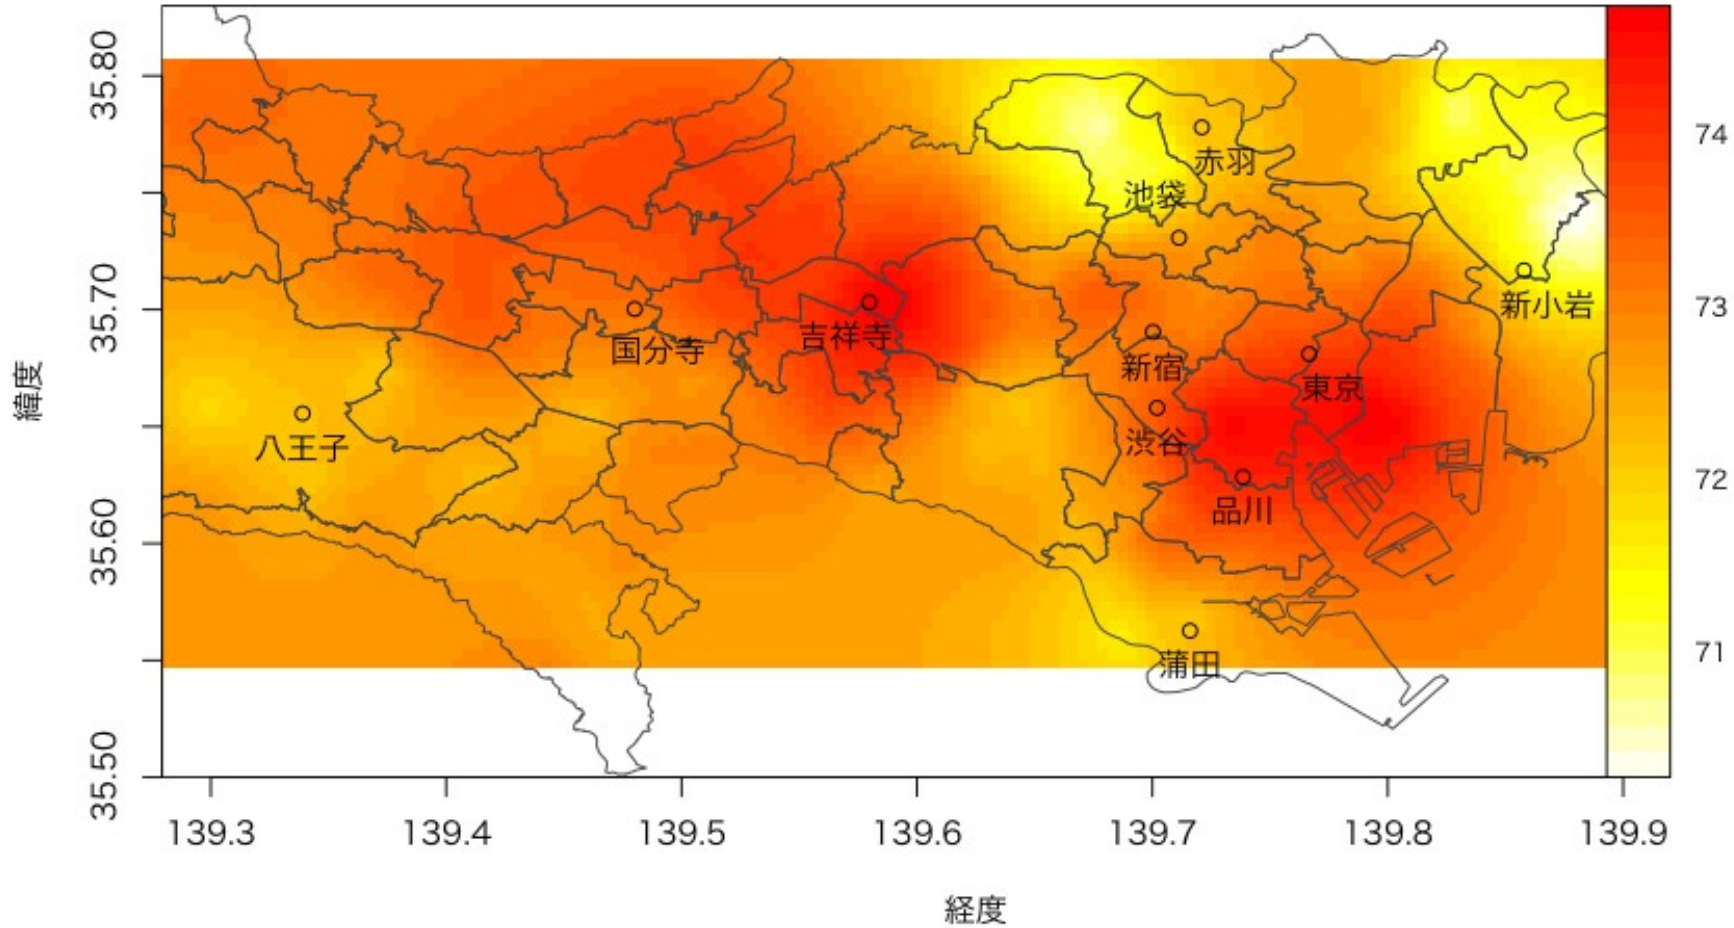 35.80
35.70
35.60
35.50
緯度
赤羽
池袋
新小岩
吉祥寺
国分寺
新宿
東京
八王子
渋谷
品川
蒲田
74
73
72
71
139.3
139.4
139.5
139.6
139.7
139.8
139.9
経度